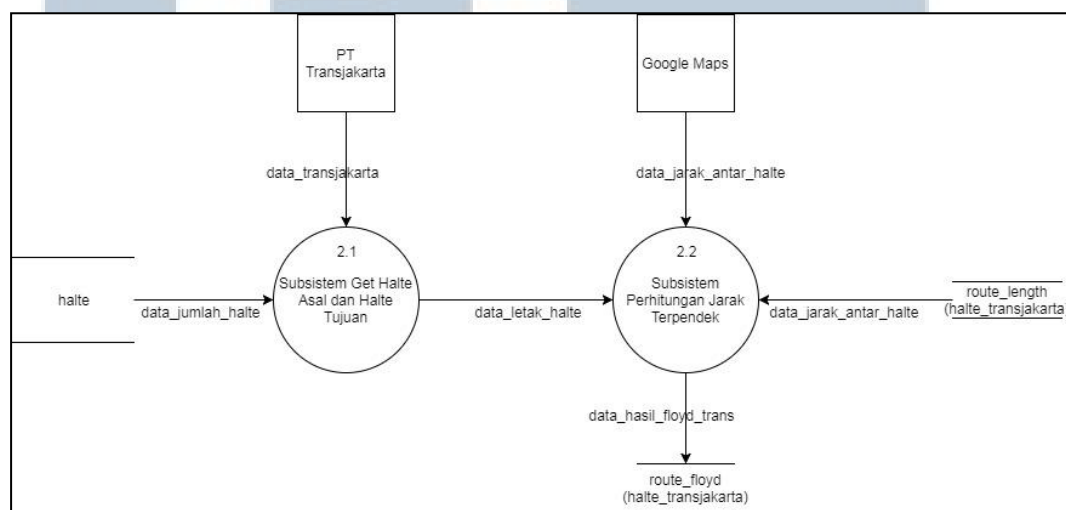 PT
Transjakarta
Google Maps
data_transjakarta
data_jarak_antar_halte
2.1
Subsistem Get Halte
Asal dan Halte
Tujuan
2.2
Subsistem
Perhitungan Jarak
Terpendek
halte
data_jumlah_halte
data_letak_halte
data_jarak_antar_halte
route_length
(halte_transjakarta)
data_hasil_floyd_trans
route_floyd
(halte_transjakarta)